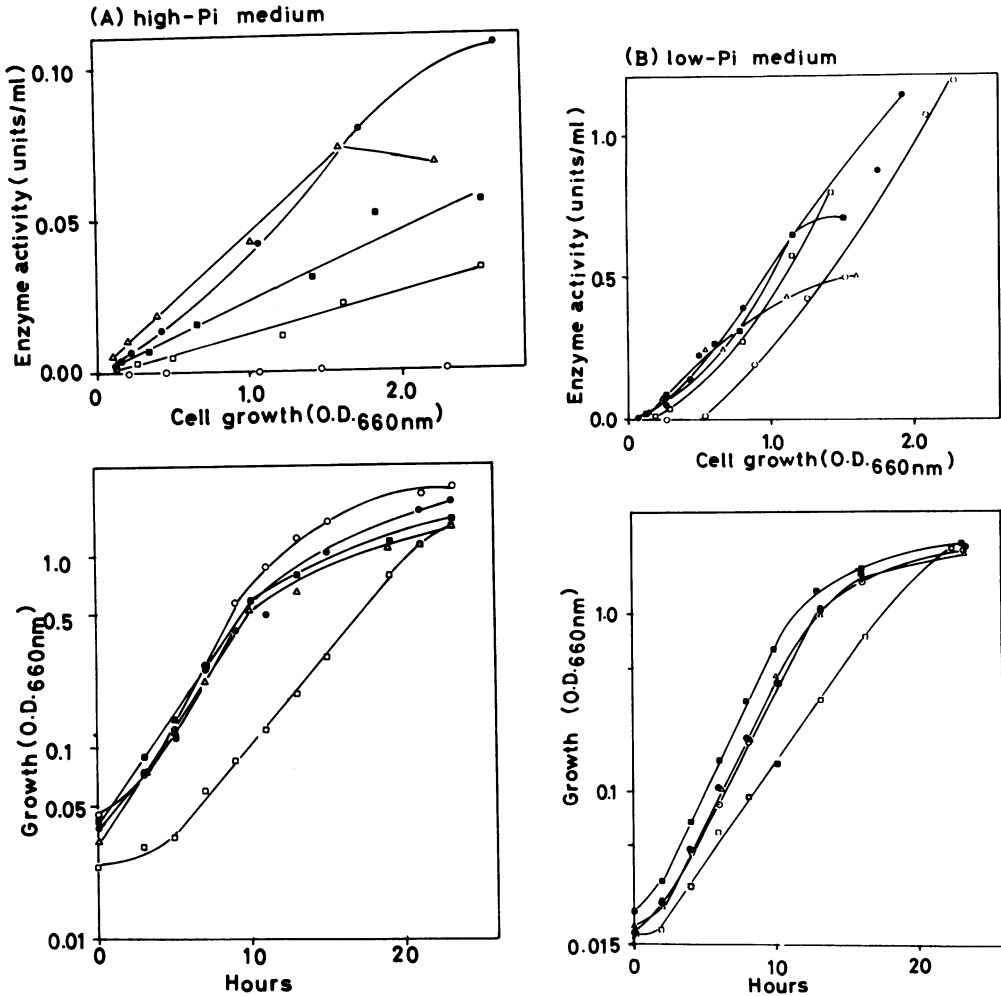 (A) high-Pi medium
Enzyme activity (units/ml)
0.10
0.05
0.00
0
2.0
Cell growth (O.D.660nm)
(B) low-Pi medium
Enzyme activity (units/ml)
1.0
0.5
0.0
0
1.0
2.0
Cell growth (O.D.660nm)
Growth (O.D.660nm
1.0
0.5
0.1
0.05
0.01
0
10
20
Hours
Growth (O.D.660nm)
1.0
0.1
0.015
0
10
20
Hours